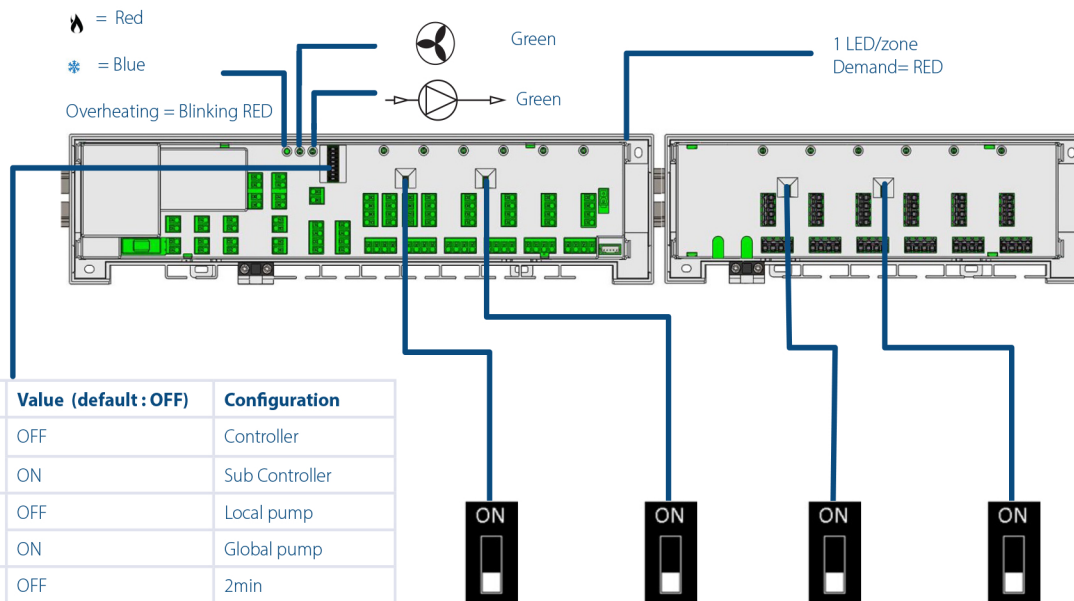 = Red
= Blue
Overheating = Blinking RED
Green
Green
1 LED/zone
Demand= RED
Value (default : OFF) Configuration
OFF Controller
ON Sub Controller
OFF Local pump
ON Global pump
OFF 2min
ON ON ON ON